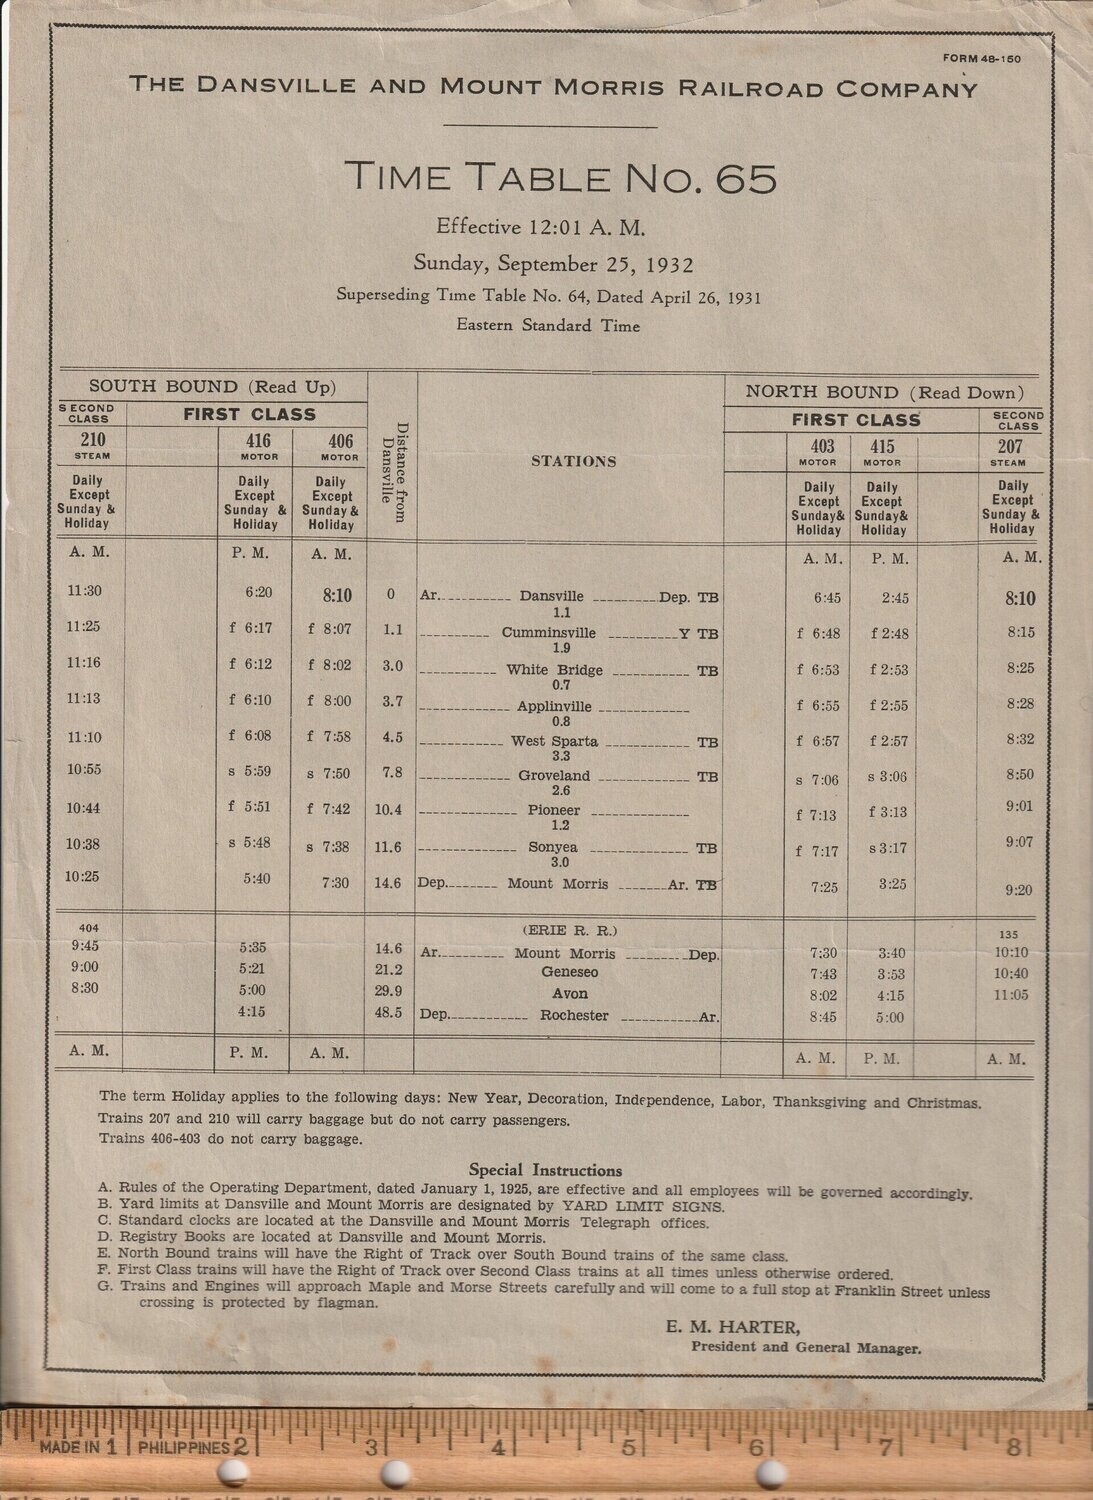 FORM 48-150
THE DANSVILLE AND MOUNT MORRIS RAILROAD COMPANY
TIME TABLE NO. 65
Effective 12:01 A. M.
Sunday, September 25, 1932
Superseding Time Table No. 64, Dated April 26, 1931
Eastern Standard Time
SOUTH BOUND (Read Up) Distance from Dansville STATIONS NORTH BOUND (Read Down)
SECOND CLASS FIRST CLASS FIRST CLASS SECOND CLASS
210 STEAM 416 MOTOR 406 MOTOR 403 MOTOR 415 MOTOR 207 STEAM
Daily Except Sunday & Holiday Daily Except Sunday & Holiday Daily Except Sunday & Holiday Daily Except Sunday& Holiday Daily Except Sunday& Holiday Daily Except Sunday & Holiday
A. M. P. M. A. M. A. M. P. M. A. M.
11:30 6:20 8:10 0 Ar. Dansville Dep. TB 6:45 2:45 8:10
1.1
11:25 f 6:17 f 8:07 1.1 Cumminsville Y TB f 6:48 f 2:48 8:15
1.9
11:16 f 6:12 f 8:02 3.0 White Bridge TB f 6:53 f 2:53 8:25
0.7
11:13 f 6:10 f 8:00 3.7 Applinville f 6:55 f 2:55 8:28
0.8
11:10 f 6:08 f 7:58 4.5 West Sparta TB f 6:57 f 2:57 8:32
3.3
10:55 s 5:59 s 7:50 7.8 Groveland TB s 7:06 s 3:06 8:50
2.6
10:44 f 5:51 f 7:42 10.4 Pioneer f 7:13 f 3:13 9:01
1.2
10:38 s 5:48 s 7:38 11.6 Sonyea TB f 7:17 s 3:17 9:07
3.0
10:25 5:40 7:30 14.6 Dep. Mount Morris Ar. TB 7:25 3:25 9:20
404 (ERIE R. R.) 135
9:45 5:35 14.6 Ar. Mount Morris Dep. 7:30 3:40 10:10
9:00 5:21 21.2 Geneseo 7:43 3:53 10:40
8:30 5:00 29.9 Avon 8:02 4:15 11:05
4:15 48.5 Dep. Rochester Ar. 8:45 5:00
A. M. P. M. A. M. A. M. P. M. A. M.
The term Holiday applies to the following days: New Year, Decoration, Independence, Labor, Thanksgiving and Christmas.
Trains 207 and 210 will carry baggage but do not carry passengers.
Trains 406-403 do not carry baggage.
Special Instructions
A. Rules of the Operating Department, dated January 1, 1925, are effective and all employees will be governed accordingly.
B. Yard limits at Dansville and Mount Morris are designated by YARD LIMIT SIGNS.
C. Standard clocks are located at the Dansville and Mount Morris Telegraph offices.
D. Registry Books are located at Dansville and Mount Morris.
E. North Bound trains will have the Right of Track over South Bound trains of the same class.
F. First Class trains will have the Right of Track over Second Class trains at all times unless otherwise ordered.
G. Trains and Engines will approach Maple and Morse Streets carefully and will come to a full stop at Franklin Street unless
crossing is protected by flagman.
E. M. HARTER,
President and General Manager.
MADE IN 1 PHILIPPINES 2 3 4 5 6 7 8